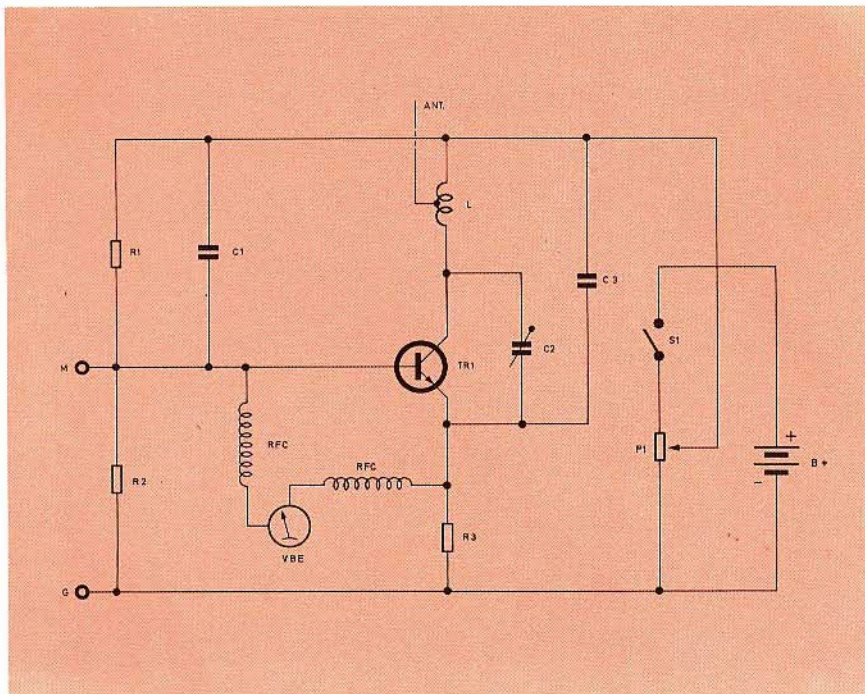 ANT.
L
R1
C1
C3
S1
C2
TR1
M
RFC
RFC
P1
+
B+
-
R2
R3
VBE
G